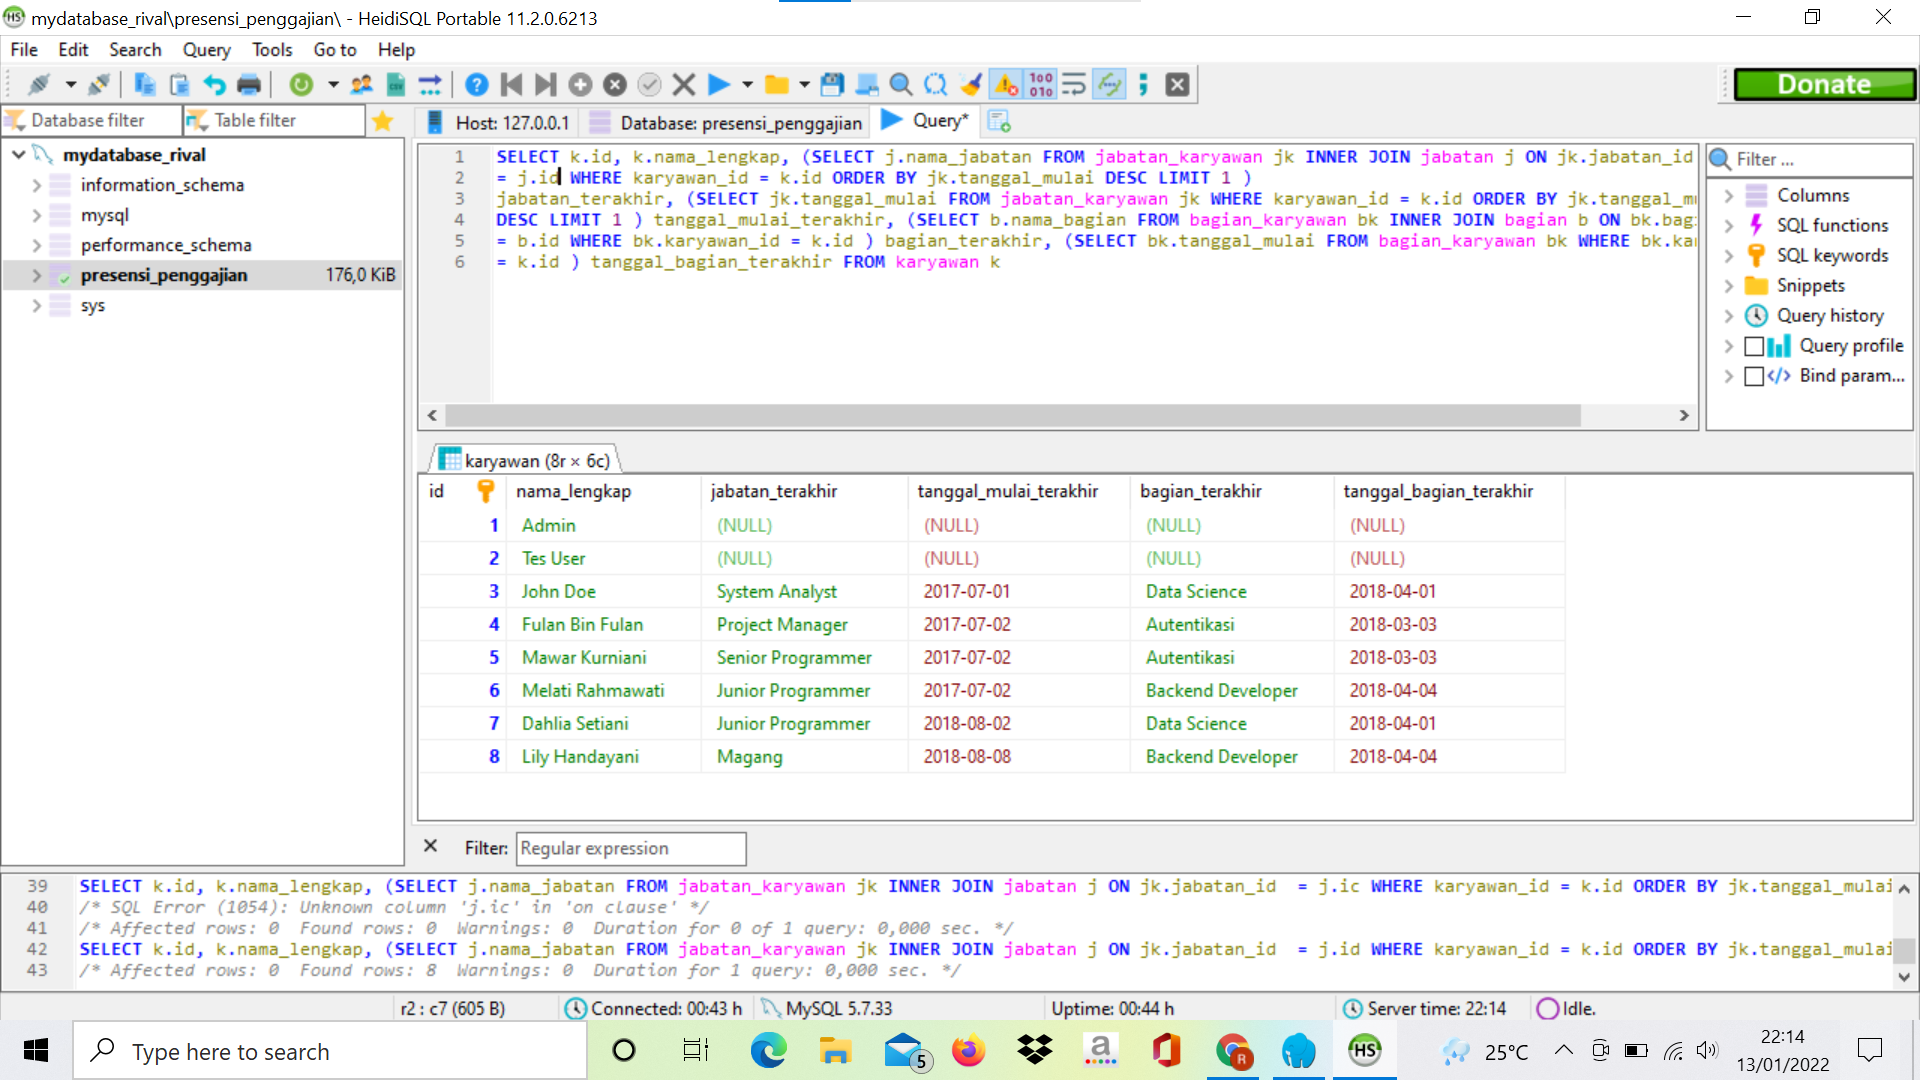 mydatabase_rival\presensi_penggajian\ - HeidiSQL Portable 11.2.0.6213
File Edit Search Query Tools Go to Help
Donate
Database filter Table filter
Host: 127.0.0.1 Database: presensi_penggajian Query*
mydatabase_rival
information_schema
mysql
performance_schema
presensi_penggajian 176,0 KiB
sys
1 SELECT k.id, k.nama_lengkap, (SELECT j.nama_jabatan FROM jabatan_karyawan jk INNER JOIN jabatan j ON jk.jabatan_id
2 = j.id WHERE karyawan_id = k.id ORDER BY jk.tanggal_mulai DESC LIMIT 1 )
3 jabatan_terakhir, (SELECT jk.tanggal_mulai FROM jabatan_karyawan jk WHERE karyawan_id = k.id ORDER BY jk.tanggal_mu
4 DESC LIMIT 1 ) tanggal_mulai_terakhir, (SELECT b.nama_bagian FROM bagian_karyawan bk INNER JOIN bagian b ON bk.bag
5 = b.id WHERE bk.karyawan_id = k.id ) bagian_terakhir, (SELECT bk.tanggal_mulai FROM bagian_karyawan bk WHERE bk.ka
6 = k.id ) tanggal_bagian_terakhir FROM karyawan k
Filter ...
Columns
SQL functions
SQL keywords
Snippets
Query history
Query profile
Bind param...
karyawan (8r × 6c)
id nama_lengkap jabatan_terakhir tanggal_mulai_terakhir bagian_terakhir tanggal_bagian_terakhir
1 Admin (NULL) (NULL) (NULL) (NULL)
2 Tes User (NULL) (NULL) (NULL) (NULL)
3 John Doe System Analyst 2017-07-01 Data Science 2018-04-01
4 Fulan Bin Fulan Project Manager 2017-07-02 Autentikasi 2018-03-03
5 Mawar Kurniani Senior Programmer 2017-07-02 Autentikasi 2018-03-03
6 Melati Rahmawati Junior Programmer 2017-07-02 Backend Developer 2018-04-04
7 Dahlia Setiani Junior Programmer 2018-08-02 Data Science 2018-04-01
8 Lily Handayani Magang 2018-08-08 Backend Developer 2018-04-04
Filter: Regular expression
39 SELECT k.id, k.nama_lengkap, (SELECT j.nama_jabatan FROM jabatan_karyawan jk INNER JOIN jabatan j ON jk.jabatan_id = j.ic WHERE karyawan_id = k.id ORDER BY jk.tanggal_mulai
40 /* SQL Error (1054): Unknown column 'j.ic' in 'on clause' */
41 /* Affected rows: 0 Found rows: 0 Warnings: 0 Duration for 0 of 1 query: 0,000 sec. */
42 SELECT k.id, k.nama_lengkap, (SELECT j.nama_jabatan FROM jabatan_karyawan jk INNER JOIN jabatan j ON jk.jabatan_id = j.id WHERE karyawan_id = k.id ORDER BY jk.tanggal_mulai
43 /* Affected rows: 0 Found rows: 8 Warnings: 0 Duration for 1 query: 0,000 sec. */
r2 : c7 (605 B) Connected: 00:43 h MySQL 5.7.33 Uptime: 00:44 h Server time: 22:14 Idle.
Type here to search
5
25°C
22:14
13/01/2022